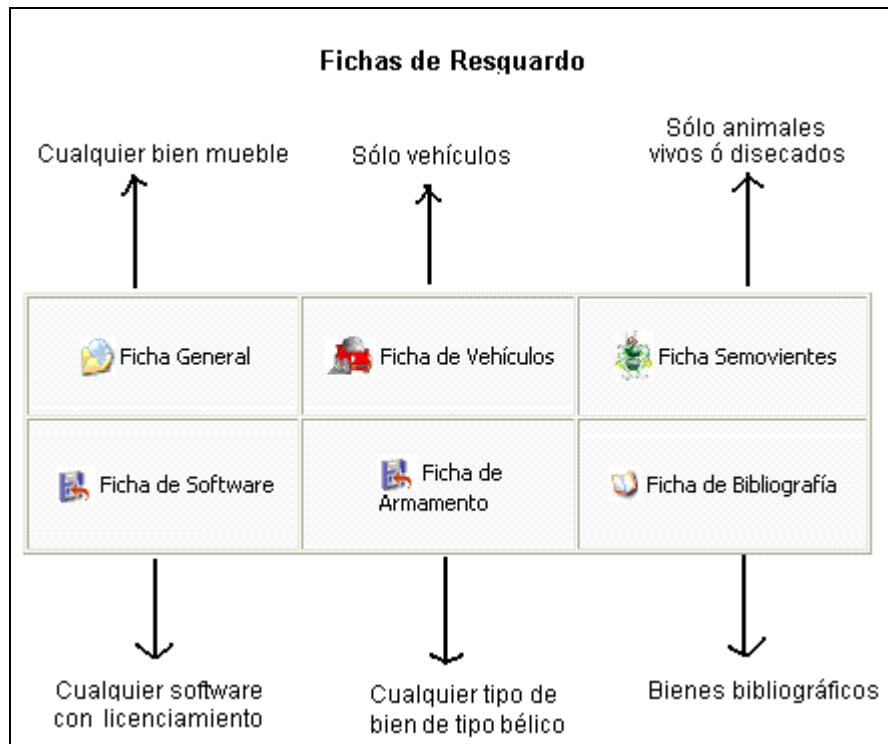 Fichas de Resguardo
Cualquier bien mueble
Sólo vehículos
Sólo animales
vivos ó disecados
Ficha General
Ficha de Vehículos
Ficha Semovientes
Ficha de Software
Ficha de
Armamento
Ficha de Bibliografía
Cualquier software
con licenciamiento
Cualquier tipo de
bien de tipo bélico
Bienes bibliográficos